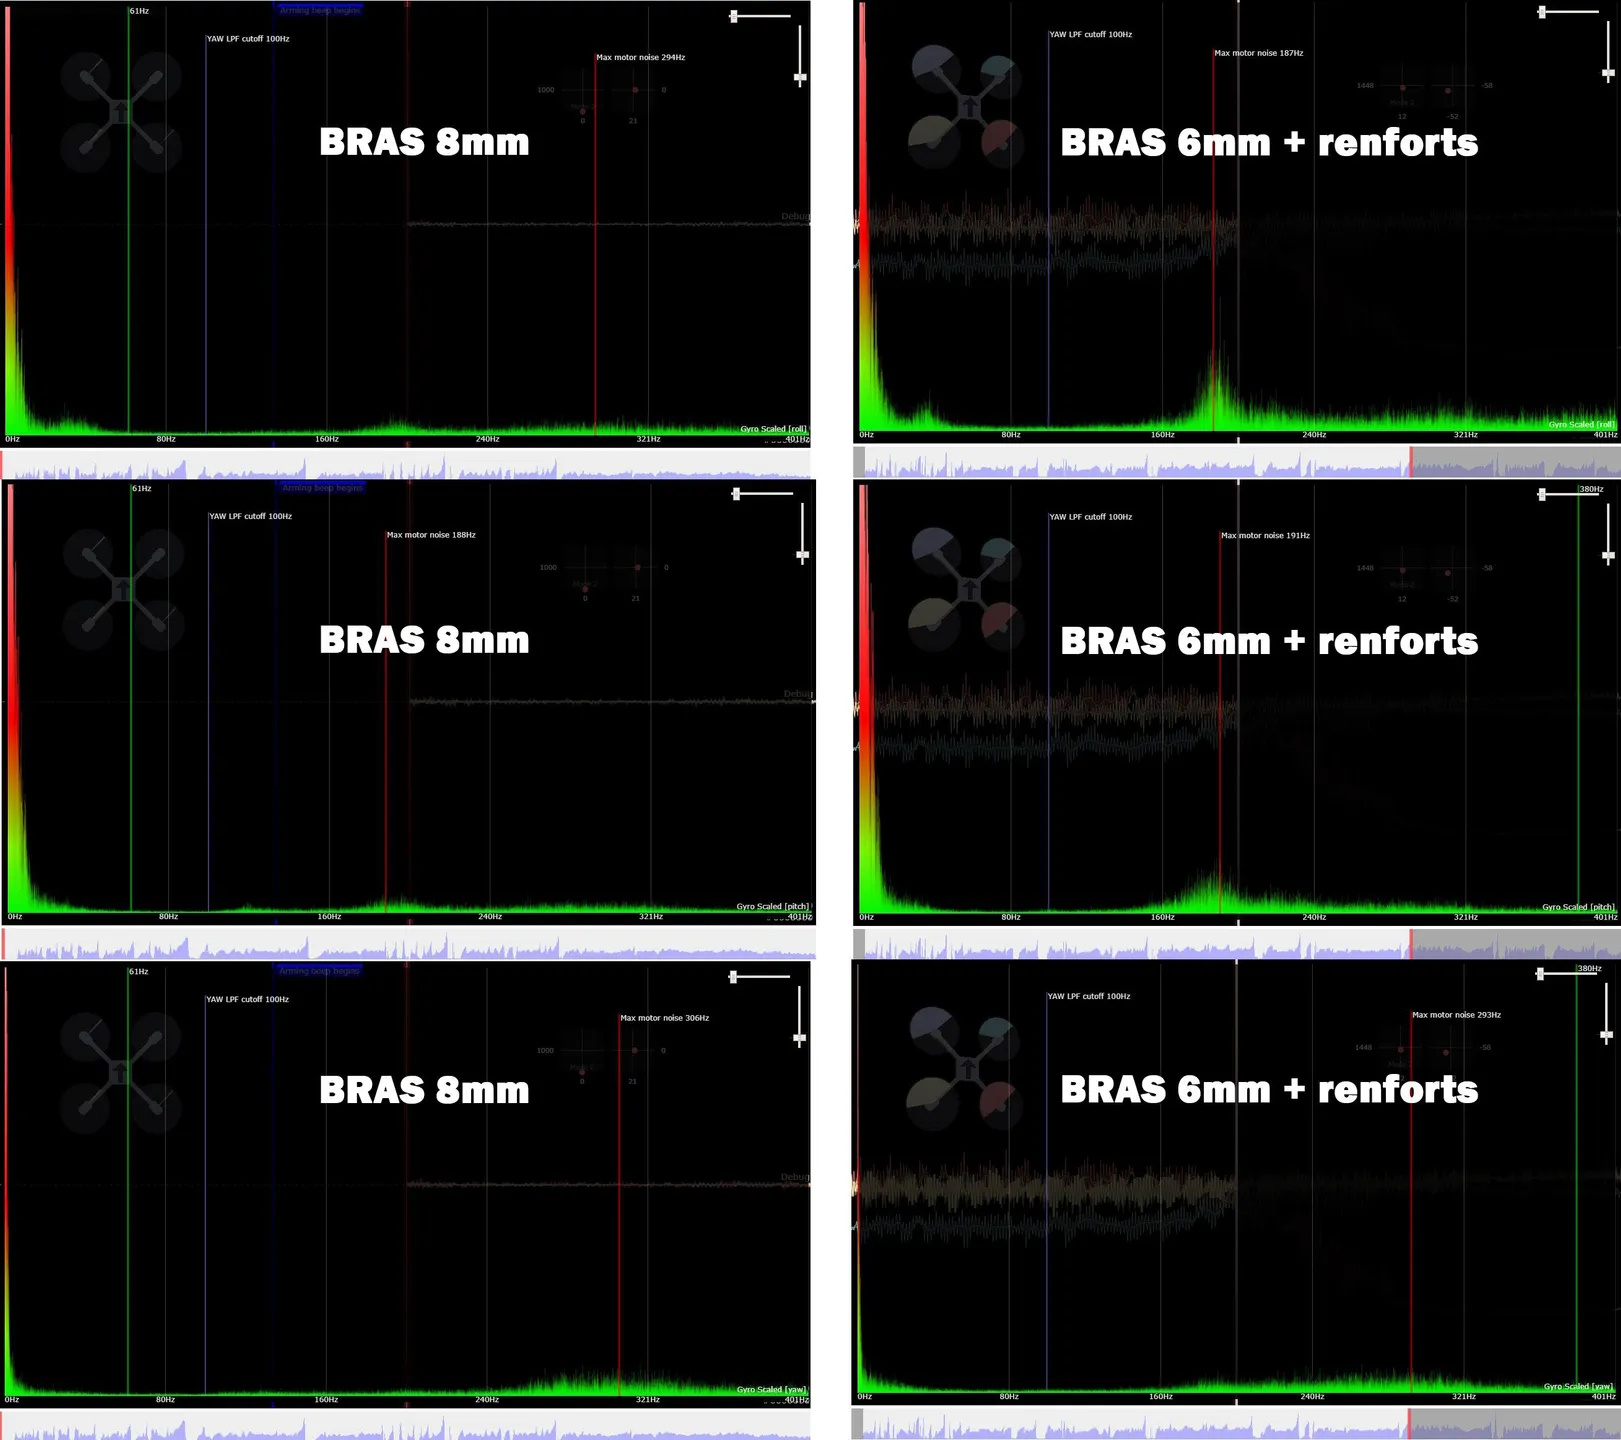 61Hz
Arming beep begins
YAW LPF cutoff 100Hz
Max motor noise 294Hz
1000
0
0
21
BRAS 8mm
Debug
Gyro Scaled [roll]
0Hz 80Hz 160Hz 240Hz 321Hz 401Hz
YAW LPF cutoff 100Hz
Max motor noise 187Hz
1448
-58
12
-52
BRAS 6mm + renforts
Gyro Scaled [roll]
0Hz 80Hz 160Hz 240Hz 321Hz 401Hz
61Hz
Arming beep begins
YAW LPF cutoff 100Hz
Max motor noise 188Hz
1000
0
0
21
BRAS 8mm
Debug
Gyro Scaled [pitch]
0Hz 80Hz 160Hz 240Hz 321Hz 401Hz
380Hz
YAW LPF cutoff 100Hz
Max motor noise 191Hz
1448
-58
12
-52
BRAS 6mm + renforts
Gyro Scaled [pitch]
0Hz 80Hz 160Hz 240Hz 321Hz 401Hz
61Hz
Arming beep begins
YAW LPF cutoff 100Hz
Max motor noise 306Hz
1000
0
0
21
BRAS 8mm
Debug
Gyro Scaled [yaw]
0Hz 80Hz 160Hz 240Hz 321Hz 401Hz
380Hz
YAW LPF cutoff 100Hz
Max motor noise 293Hz
1448
-58
BRAS 6mm + renforts
Gyro Scaled [yaw]
0Hz 80Hz 160Hz 240Hz 321Hz 401Hz